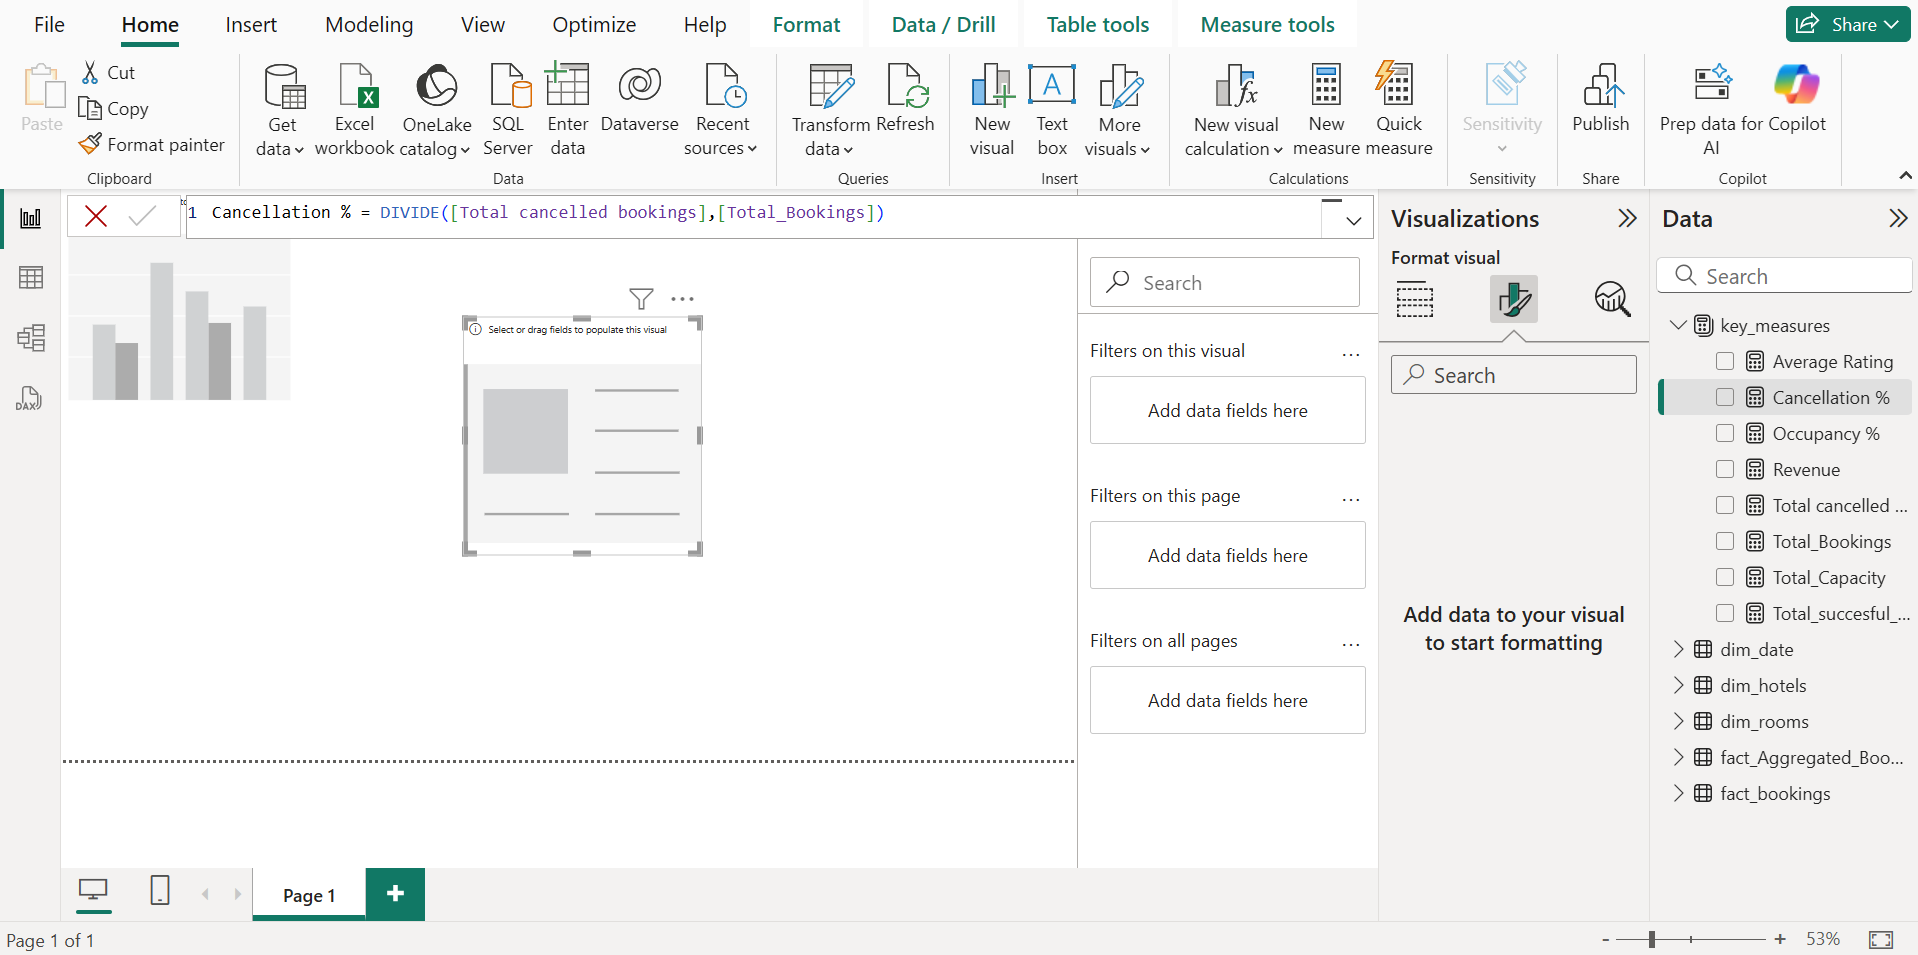 File Home Insert Modeling View Optimize Help Format Data / Drill Table tools Measure tools Share
Paste
Cut
Copy
Format painter
Clipboard
Get data
Excel workbook
OneLake catalog
SQL Server
Enter data
Dataverse
Recent sources
Data
Transform data
Refresh
Queries
New visual
Text box
More visuals
Insert
New visual calculation
New measure
Quick measure
Calculations
Sensitivity
Sensitivity
Publish
Share
Prep data for AI
Copilot
Copilot
1 Cancellation % = DIVIDE([Total cancelled bookings],[Total_Bookings])
DAX
Select or drag fields to populate this visual
Search
Filters on this visual ...
Add data fields here
Filters on this page ...
Add data fields here
Filters on all pages ...
Add data fields here
Visualizations
Format visual
Search
Add data to your visual
to start formatting
Data
Search
key_measures
Average Rating
Cancellation %
Occupancy %
Revenue
Total cancelled ...
Total_Bookings
Total_Capacity
Total_succesful_...
dim_date
dim_hotels
dim_rooms
fact_Aggregated_Boo...
fact_bookings
Page 1 +
Page 1 of 1
- + 53%